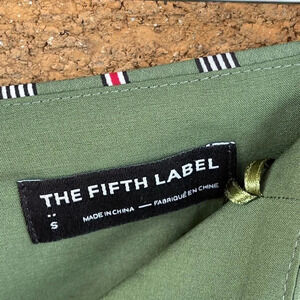 THE FIFTH LABEL
S
MADE IN CHINA — FABRIQUÉ EN CHINE